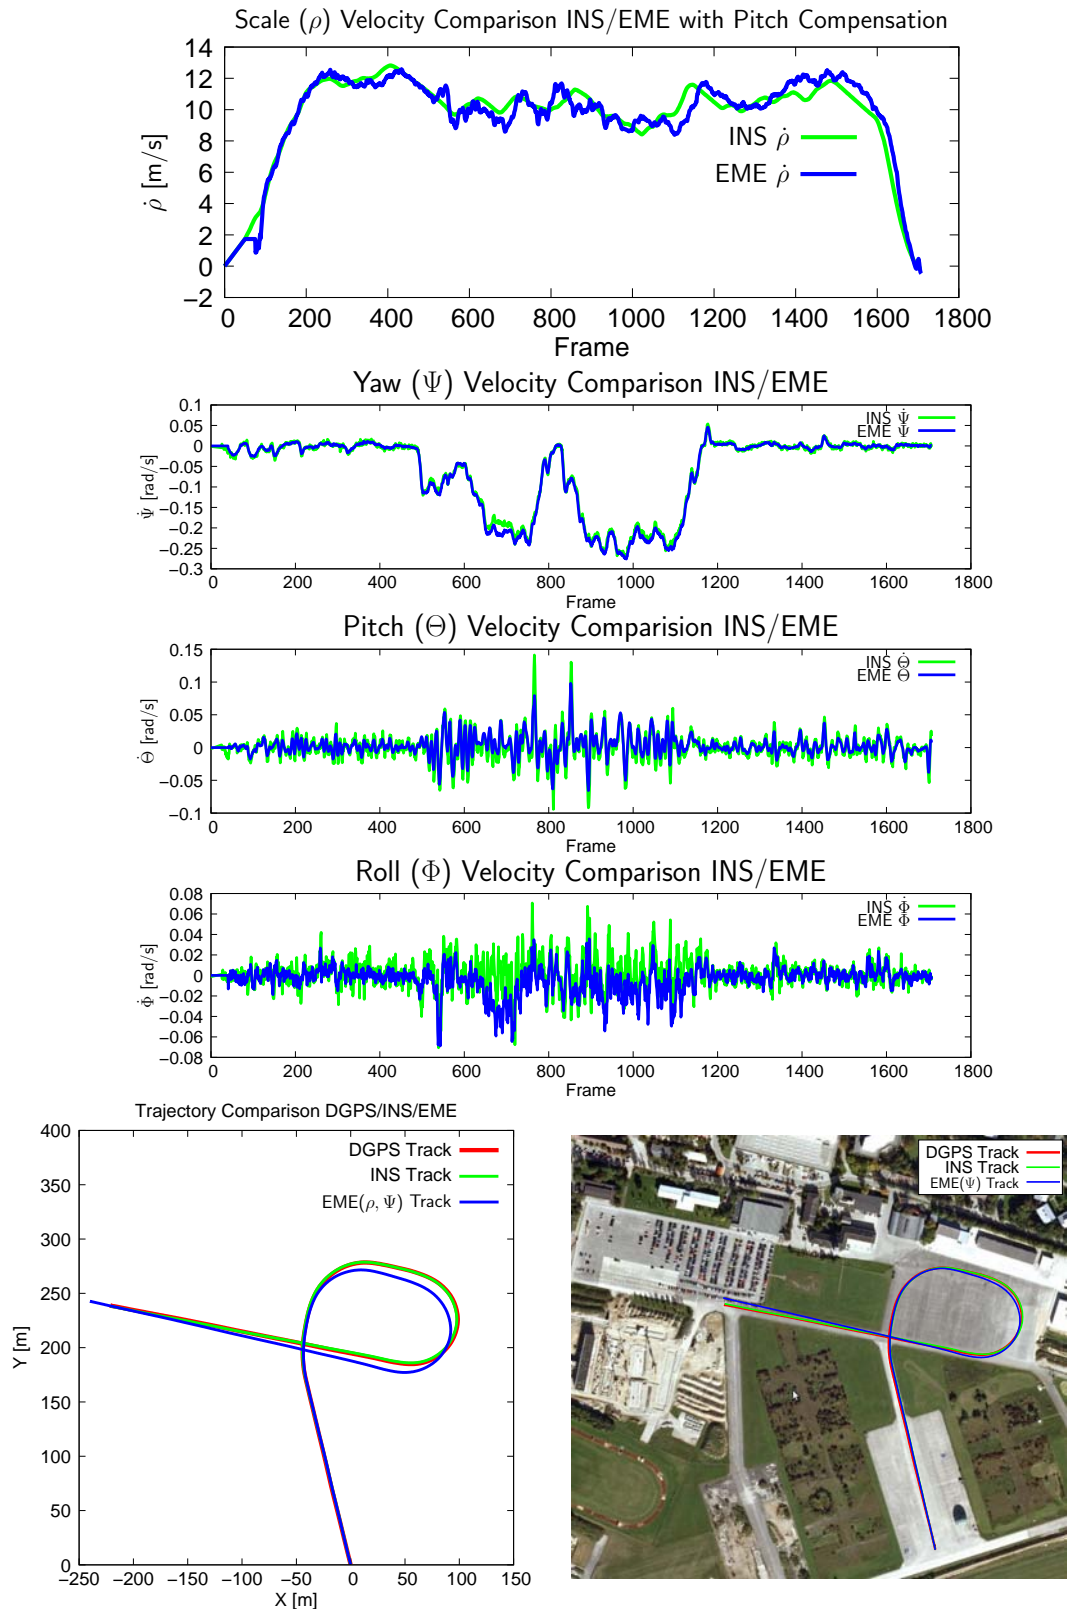 Scale (ρ) Velocity Comparison INS/EME with Pitch Compensation
14
12
10
8
6
4
2
0
−2
ρ̇ [m/s]
INS ρ̇
EME ρ̇
0 200 400 600 800 1000 1200 1400 1600 1800
Frame
Yaw (Ψ) Velocity Comparison INS/EME
0.1
0.05
0
−0.05
−0.1
−0.15
−0.2
−0.25
−0.3
Ψ̇ [rad/s]
INS Ψ̇
EME Ψ̇
0 200 400 600 800 1000 1200 1400 1600 1800
Frame
Pitch (Θ) Velocity Comparision INS/EME
0.15
0.1
0.05
0
−0.05
−0.1
Θ̇ [rad/s]
INS Θ̇
EME Θ̇
0 200 400 600 800 1000 1200 1400 1600 1800
Frame
Roll (Φ) Velocity Comparison INS/EME
0.08
0.06
0.04
0.02
0
−0.02
−0.04
−0.06
−0.08
Φ̇ [rad/s]
INS Φ̇
EME Φ̇
0 200 400 600 800 1000 1200 1400 1600 1800
Frame
Trajectory Comparison DGPS/INS/EME
400
350
300
250
200
150
100
50
0
Y [m]
DGPS Track
INS Track
EME(ρ, Ψ) Track
−250 −200 −150 −100 −50 0 50 100 150
X [m]
DGPS Track
INS Track
EME(Ψ) Track